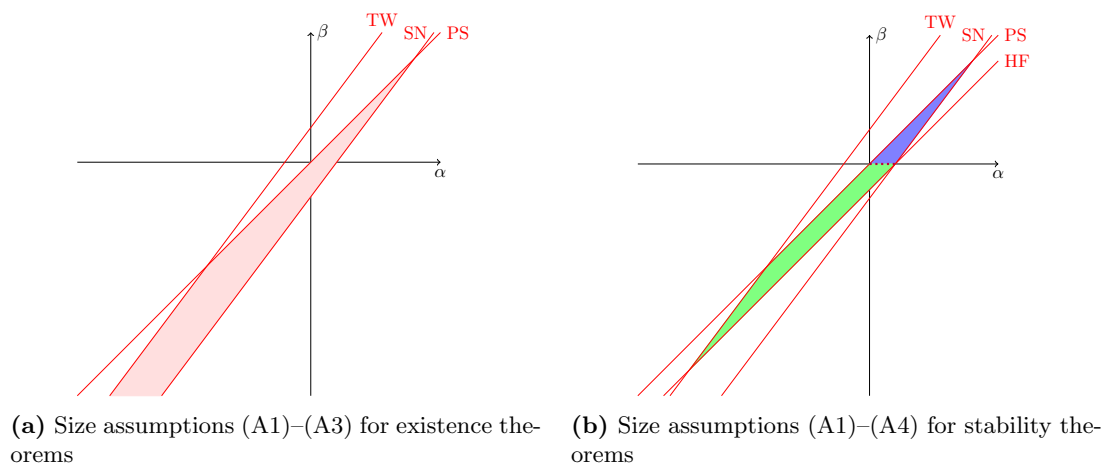 TW
SN
PS
β
α
TW
SN
PS
HF
β
α
(a) Size assumptions (A1)–(A3) for existence the-
orems
(b) Size assumptions (A1)–(A4) for stability the-
orems